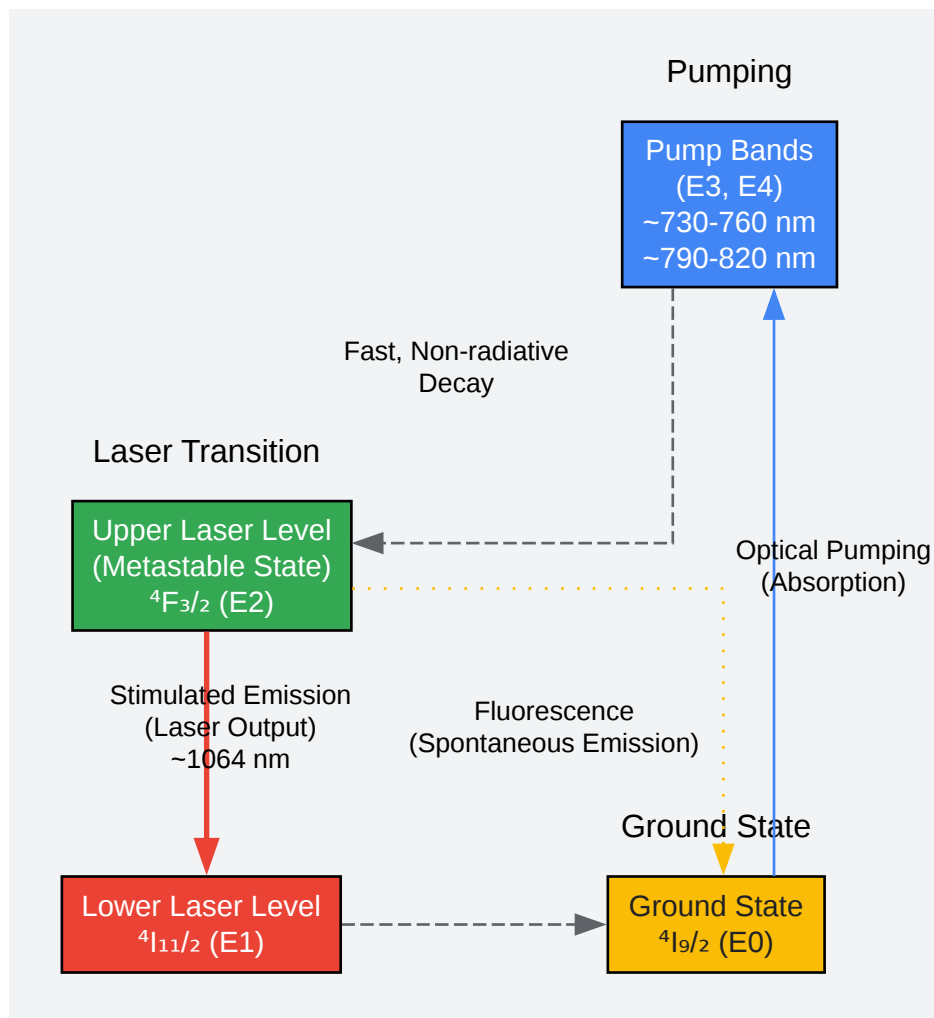 Pumping
Pump Bands
(E3, E4)
~730-760 nm
~790-820 nm
Fast, Non-radiative
Decay
Laser Transition
Upper Laser Level
(Metastable State)
⁴F₃/₂ (E2)
Optical Pumping
(Absorption)
Stimulated Emission
(Laser Output)
~1064 nm
Fluorescence
(Spontaneous Emission)
Ground State
Lower Laser Level
⁴I₁₁/₂ (E1)
Ground State
⁴I₉/₂ (E0)